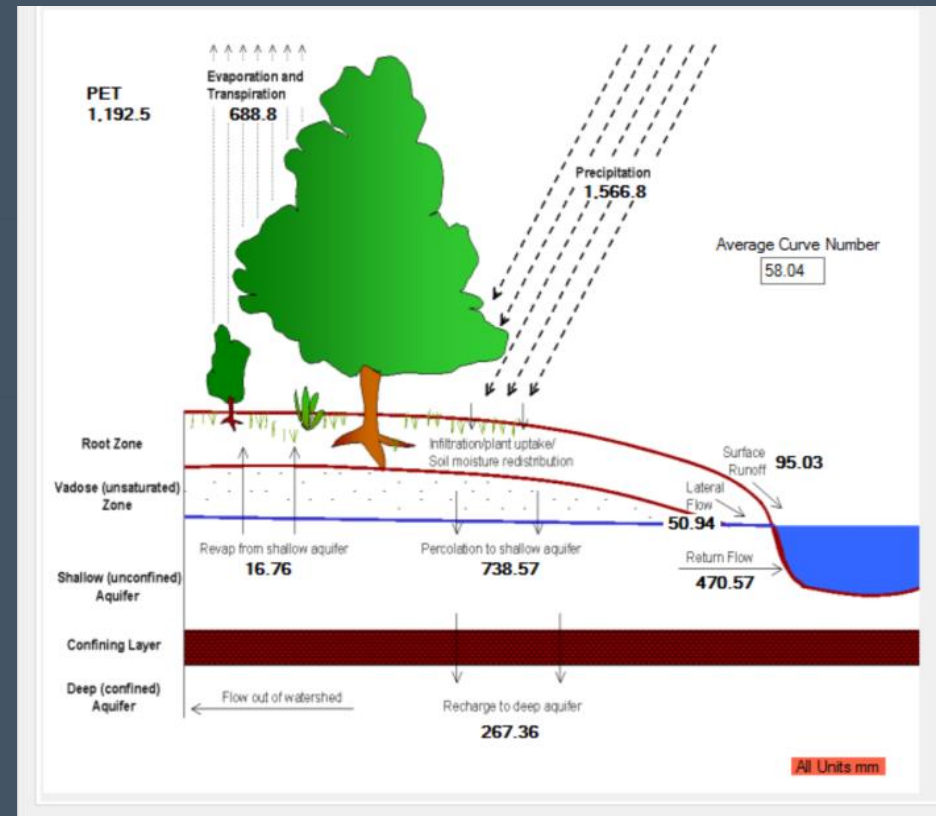 PET
1,192.5
Evaporation and
Transpiration
688.8
Precipitation
1,566.8
Average Curve Number
58.04
Root Zone
Infiltration/plant uptake/
Soil moisture redistribution
Surface
Runoff
95.03
Vadose (unsaturated)
Zone
Lateral
Flow
50.94
Revap from shallow aquifer
16.76
Percolation to shallow aquifer
738.57
Return Flow
470.57
Shallow (unconfined)
Aquifer
Confining Layer
Deep (confined)
Aquifer
Flow out of watershed
Recharge to deep aquifer
267.36
All Units mm